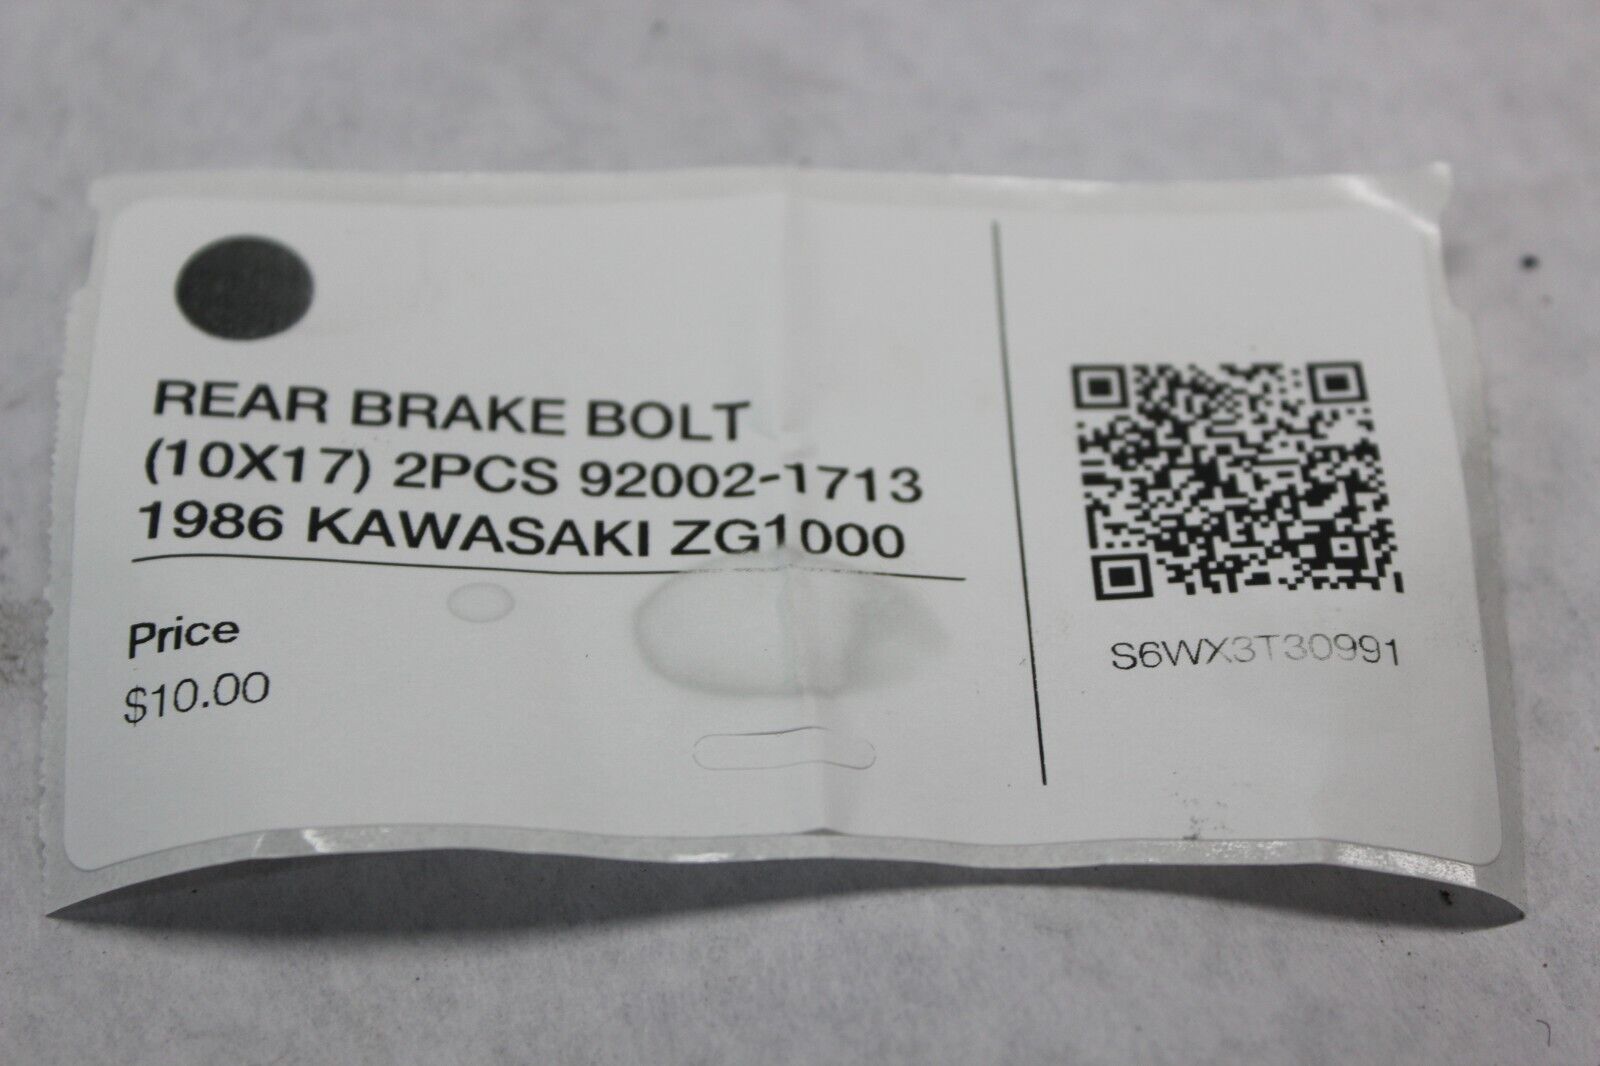 REAR BRAKE BOLT
(10X17) 2PCS 92002-1713
1986 KAWASAKI ZG1000
Price
$10.00
S6WX3T30991